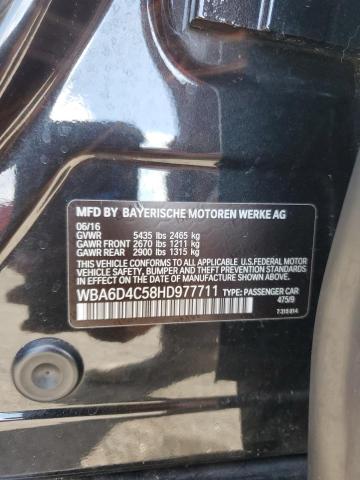 MFD BY BAYERISCHE MOTOREN WERKE AG
06/16
GVWR 5435 lbs 2465 kg
GAWR FRONT 2670 lbs 1211 kg
GAWR REAR 2900 lbs 1315 kg
THIS VEHICLE CONFORMS TO ALL APPLICABLE U.S.FEDERAL
MOTOR VEHICLE SAFETY, BUMPER, AND THEFT PREVENTION
STANDARDS IN EFFECT ON THE DATE OF MANUFACTURE SHOWN ABOVE.
WBA6D4C58HD977711 TYPE: PASSENGER CAR
475/9
7 315 814